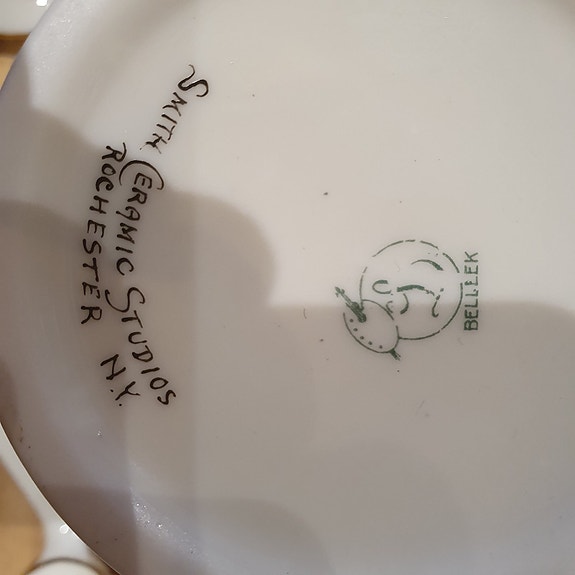 SMITH CERAMIC STUDIOS
ROCHESTER N.Y.
BELLEEK